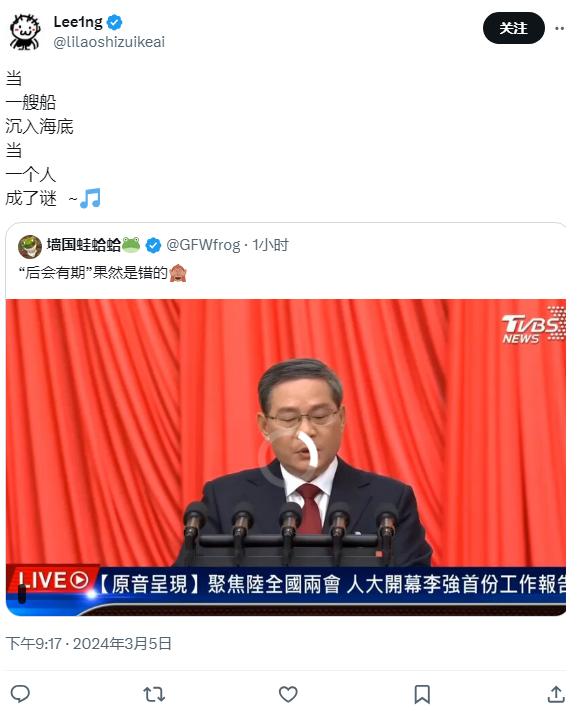 Lee1ng
@lilaoshizuikeai
关注
当
一艘船
沉入海底
当
一个人
成了谜 ~
墙国蛙蛤蛤 @GFWfrog · 1小时
“后会有期”果然是错的
TVBS
NEWS
LIVE 【原音呈現】聚焦陸全國兩會 人大開幕李強首份工作報告
下午9:17 · 2024年3月5日